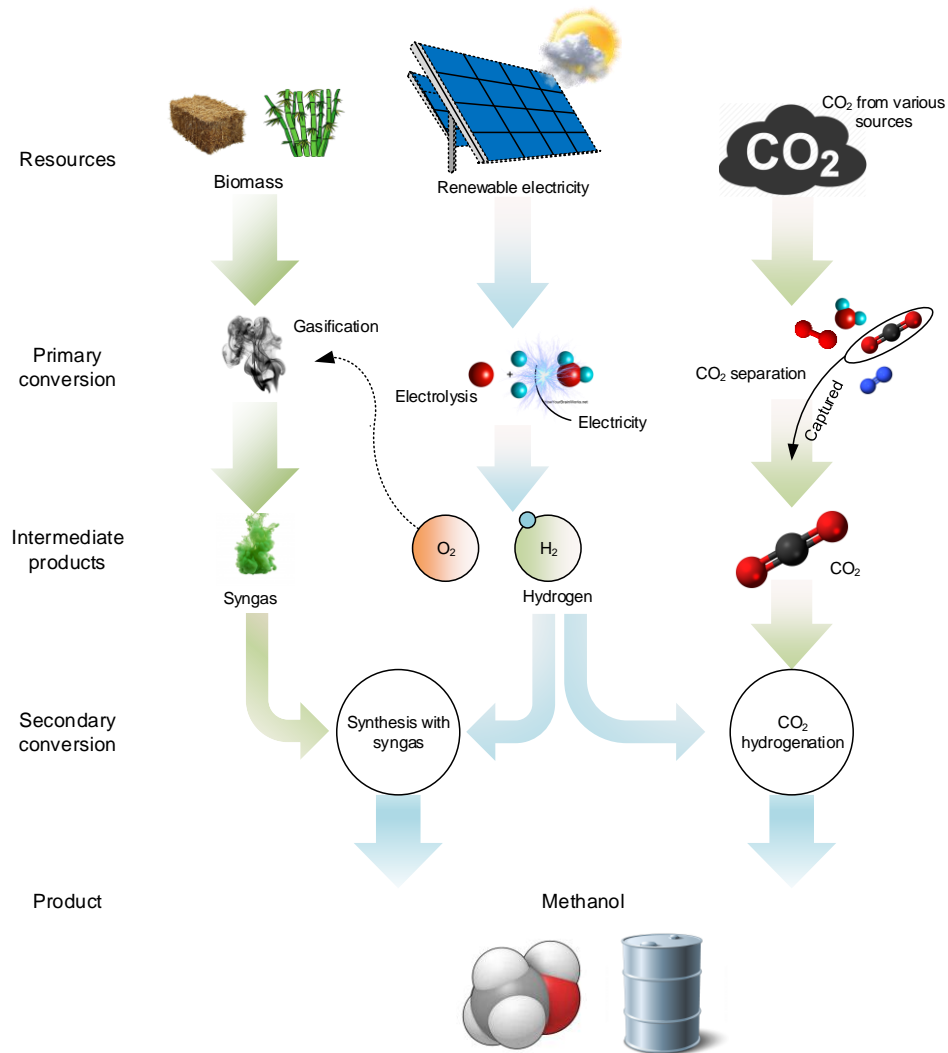 CO₂ from various
sources
CO₂
Resources
Biomass
Renewable electricity
Gasification
Primary
conversion
CO₂ separation
Electrolysis
+
Captured
Electricity
Intermediate
products
O₂
H₂
CO₂
Syngas
Hydrogen
Secondary
conversion
Synthesis with
syngas
CO₂
hydrogenation
Product
Methanol